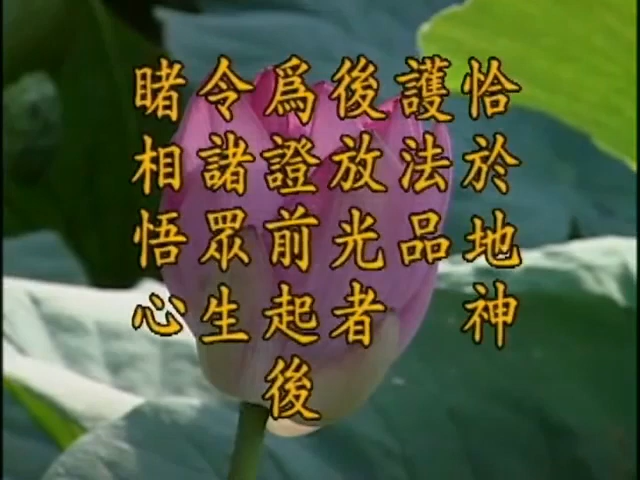 恰於地神
護法品
後放光者
爲證前起後
令諸眾生
睹相悟心